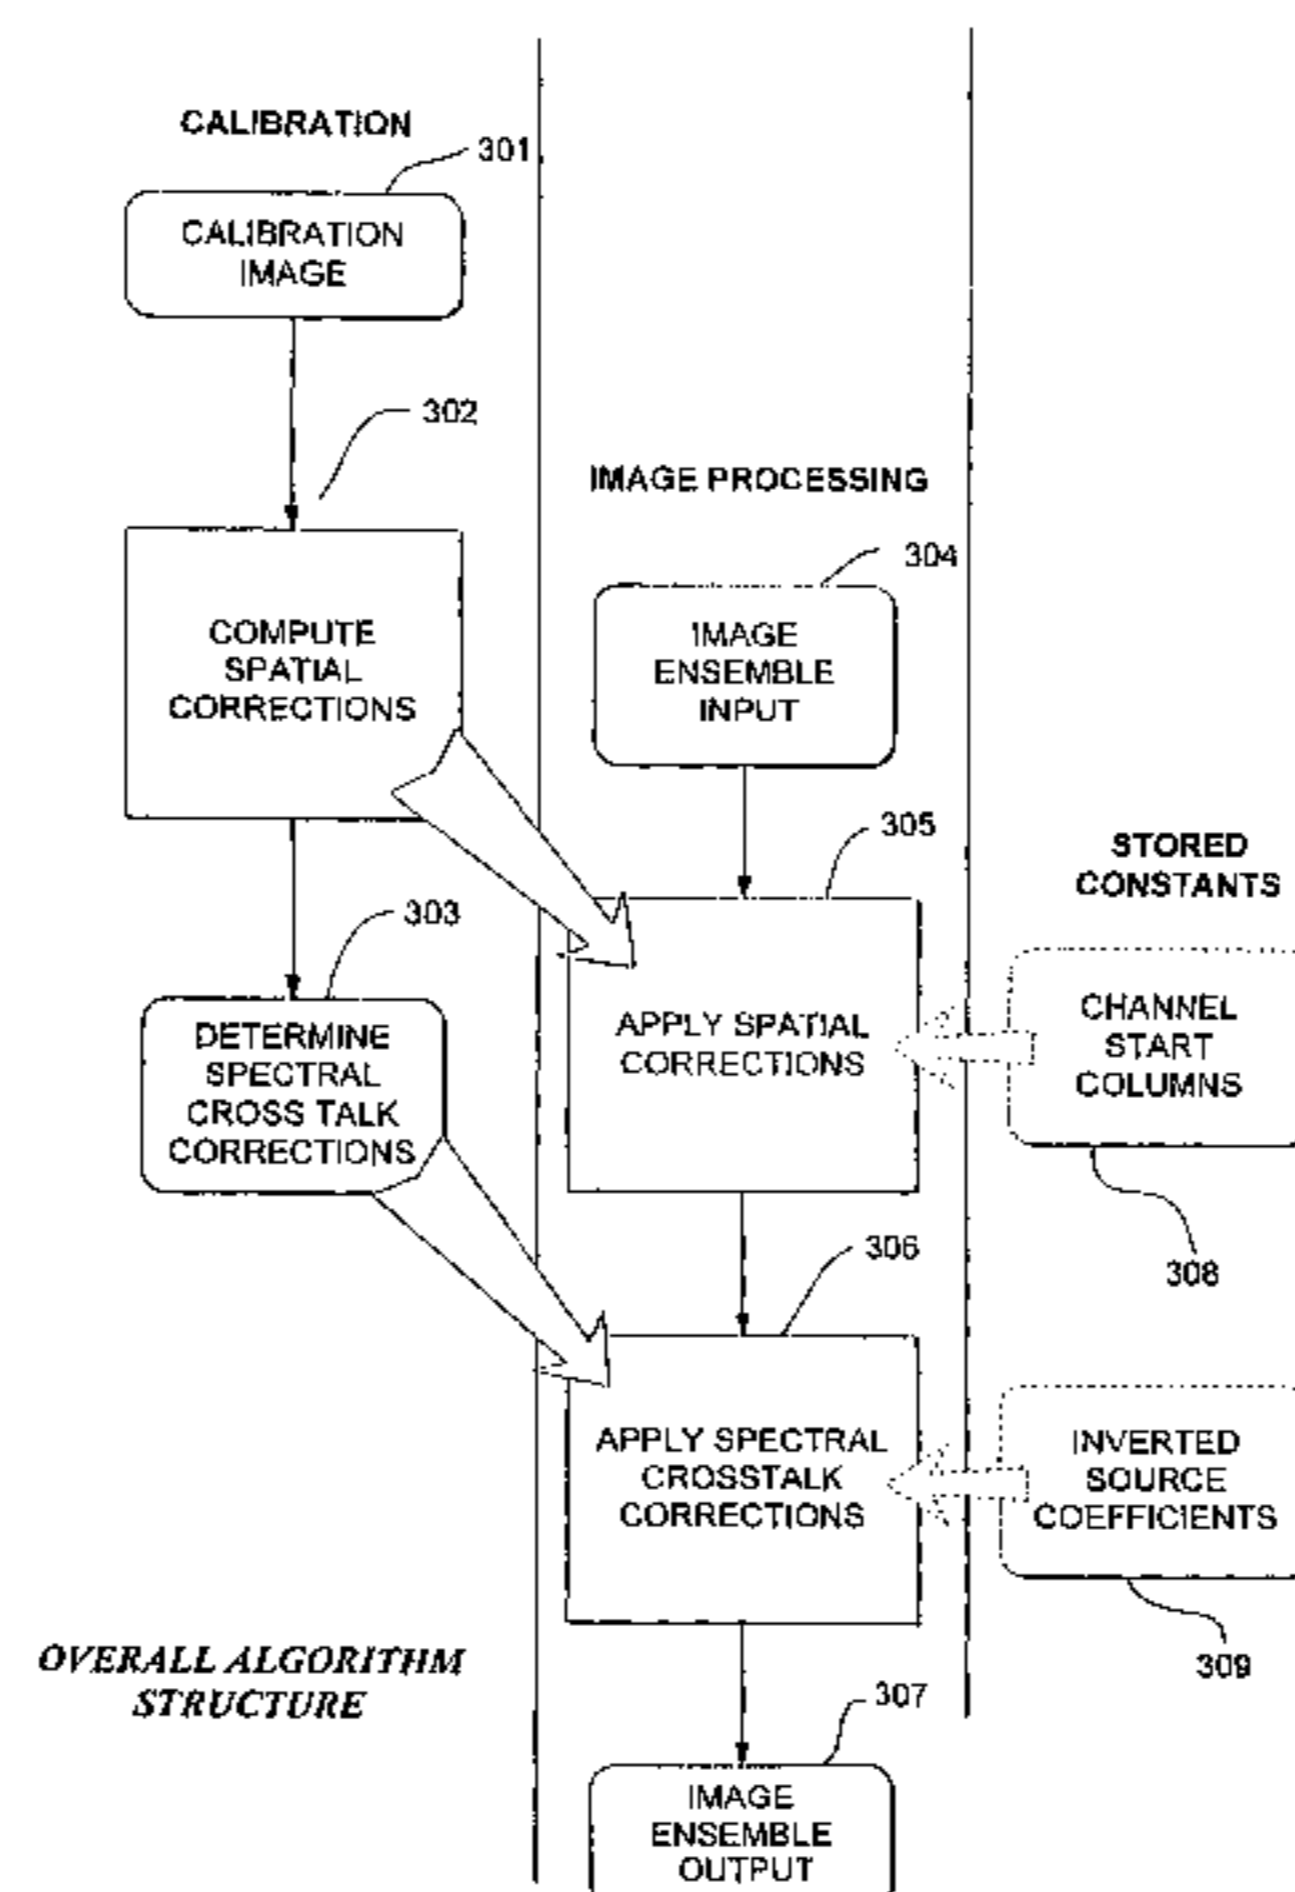 CALIBRATION
301
CALIBRATION
IMAGE
302
COMPUTE
SPATIAL
CORRECTIONS
303
DETERMINE
SPECTRAL
CROSS TALK
CORRECTIONS
IMAGE PROCESSING
304
IMAGE
ENSEMBLE
INPUT
305
APPLY SPATIAL
CORRECTIONS
306
APPLY SPECTRAL
CROSSTALK
CORRECTIONS
307
IMAGE
ENSEMBLE
OUTPUT
STORED
CONSTANTS
CHANNEL
START
COLUMNS
308
INVERTED
SOURCE
COEFFICIENTS
309
OVERALL ALGORITHM
STRUCTURE